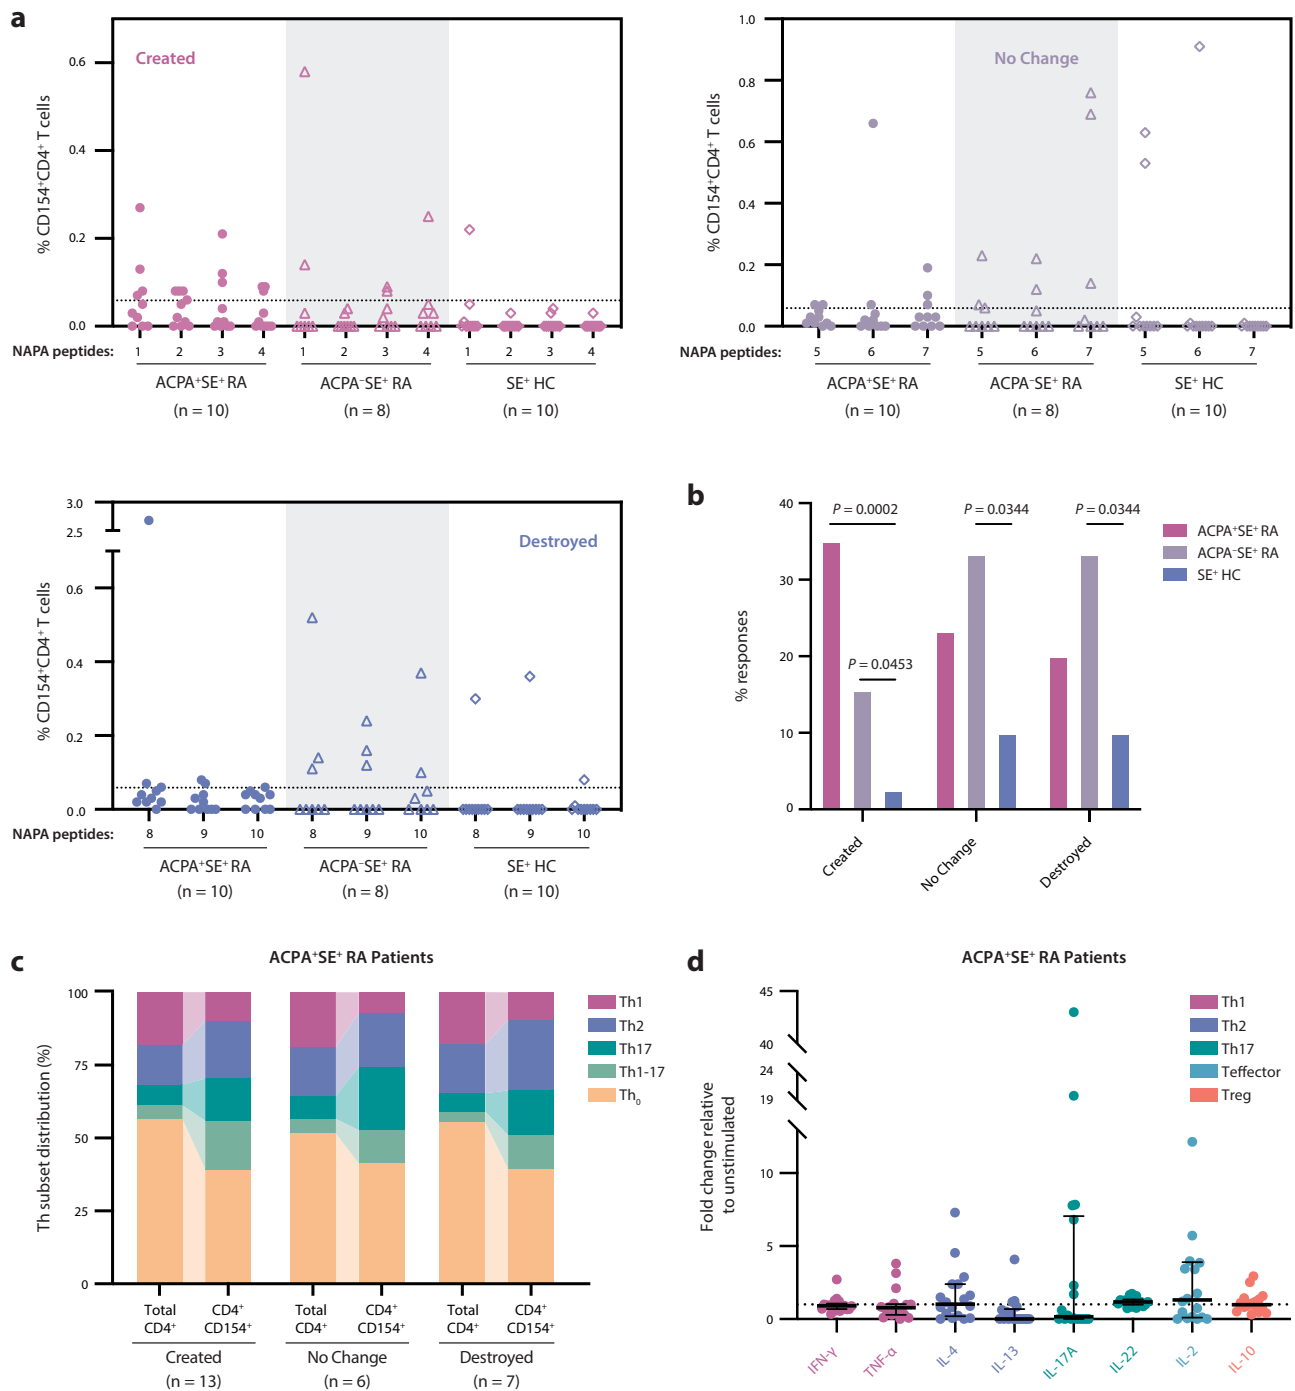 a
Created
% CD154+CD4+ T cells
0.6
0.4
0.2
0.0
NAPA peptides: 1 2 3 4 1 2 3 4 1 2 3 4
ACPA+SE+ RA ACPA−SE+ RA SE+ HC
(n = 10) (n = 8) (n = 10)
No Change
% CD154+CD4+ T cells
1.0
0.8
0.6
0.4
0.2
0.0
NAPA peptides: 5 6 7 5 6 7 5 6 7
ACPA+SE+ RA ACPA−SE+ RA SE+ HC
(n = 10) (n = 8) (n = 10)
Destroyed
% CD154+CD4+ T cells
3.0
2.5
0.6
0.4
0.2
0.0
NAPA peptides: 8 9 10 8 9 10 8 9 10
ACPA+SE+ RA ACPA−SE+ RA SE+ HC
(n = 10) (n = 8) (n = 10)
b
% responses
40
30
20
10
0
P = 0.0002 P = 0.0344 P = 0.0344
P = 0.0453
ACPA+SE+ RA
ACPA−SE+ RA
SE+ HC
Created No Change Destroyed
c
ACPA+SE+ RA Patients
Th subset distribution (%)
100
75
50
25
0
Th1
Th2
Th17
Th1-17
Th0
Total CD4+ Total CD4+ Total CD4+
CD4+ CD154+ CD4+ CD154+ CD4+ CD154+
Created No Change Destroyed
(n = 13) (n = 6) (n = 7)
d
ACPA+SE+ RA Patients
Fold change relative
to unstimulated
45
40
24
19
10
5
0
Th1
Th2
Th17
Teffector
Treg
IFN-γ TNF-α IL-4 IL-13 IL-17A IL-22 IL-2 IL-10